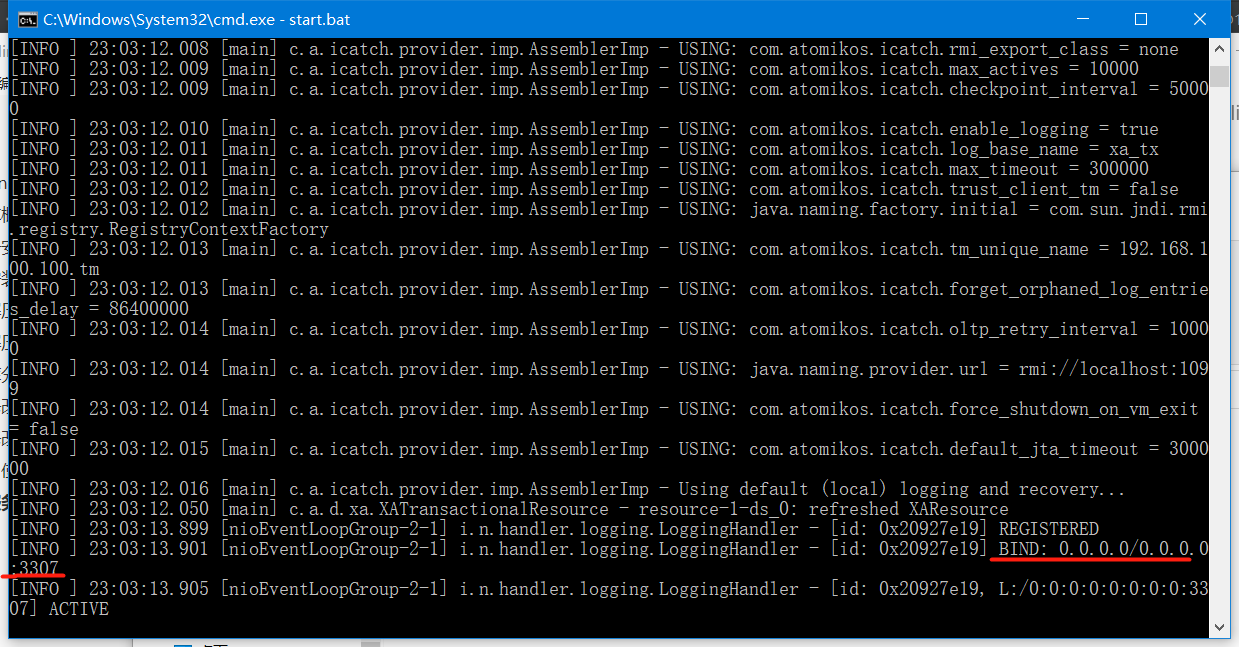 C:\Windows\System32\cmd.exe - start.bat
[INFO ] 23:03:12.008 [main] c.a.icatch.provider.imp.AssemblerImp - USING: com.atomikos.icatch.rmi_export_class = none
[INFO ] 23:03:12.009 [main] c.a.icatch.provider.imp.AssemblerImp - USING: com.atomikos.icatch.max_actives = 10000
[INFO ] 23:03:12.009 [main] c.a.icatch.provider.imp.AssemblerImp - USING: com.atomikos.icatch.checkpoint_interval = 5000
0
[INFO ] 23:03:12.010 [main] c.a.icatch.provider.imp.AssemblerImp - USING: com.atomikos.icatch.enable_logging = true
[INFO ] 23:03:12.011 [main] c.a.icatch.provider.imp.AssemblerImp - USING: com.atomikos.icatch.log_base_name = xa_tx
[INFO ] 23:03:12.011 [main] c.a.icatch.provider.imp.AssemblerImp - USING: com.atomikos.icatch.max_timeout = 300000
[INFO ] 23:03:12.012 [main] c.a.icatch.provider.imp.AssemblerImp - USING: com.atomikos.icatch.trust_client_tm = false
[INFO ] 23:03:12.012 [main] c.a.icatch.provider.imp.AssemblerImp - USING: java.naming.factory.initial = com.sun.jndi.rmi
.registry.RegistryContextFactory
[INFO ] 23:03:12.013 [main] c.a.icatch.provider.imp.AssemblerImp - USING: com.atomikos.icatch.tm_unique_name = 192.168.1
00.100.tm
[INFO ] 23:03:12.013 [main] c.a.icatch.provider.imp.AssemblerImp - USING: com.atomikos.icatch.forget_orphaned_log_entrie
s_delay = 86400000
[INFO ] 23:03:12.014 [main] c.a.icatch.provider.imp.AssemblerImp - USING: com.atomikos.icatch.oltp_retry_interval = 1000
0
[INFO ] 23:03:12.014 [main] c.a.icatch.provider.imp.AssemblerImp - USING: java.naming.provider.url = rmi://localhost:109
9
[INFO ] 23:03:12.014 [main] c.a.icatch.provider.imp.AssemblerImp - USING: com.atomikos.icatch.force_shutdown_on_vm_exit
= false
[INFO ] 23:03:12.015 [main] c.a.icatch.provider.imp.AssemblerImp - USING: com.atomikos.icatch.default_jta_timeout = 3000
00
[INFO ] 23:03:12.016 [main] c.a.icatch.provider.imp.AssemblerImp - Using default (local) logging and recovery...
[INFO ] 23:03:12.050 [main] c.a.d.xa.XATransactionalResource - resource-1-ds_0: refreshed XAResource
[INFO ] 23:03:13.899 [nioEventLoopGroup-2-1] i.n.handler.logging.LoggingHandler - [id: 0x20927e19] REGISTERED
[INFO ] 23:03:13.901 [nioEventLoopGroup-2-1] i.n.handler.logging.LoggingHandler - [id: 0x20927e19] BIND: 0.0.0.0/0.0.0.0
:3307
[INFO ] 23:03:13.905 [nioEventLoopGroup-2-1] i.n.handler.logging.LoggingHandler - [id: 0x20927e19, L:/0:0:0:0:0:0:0:0:33
07] ACTIVE